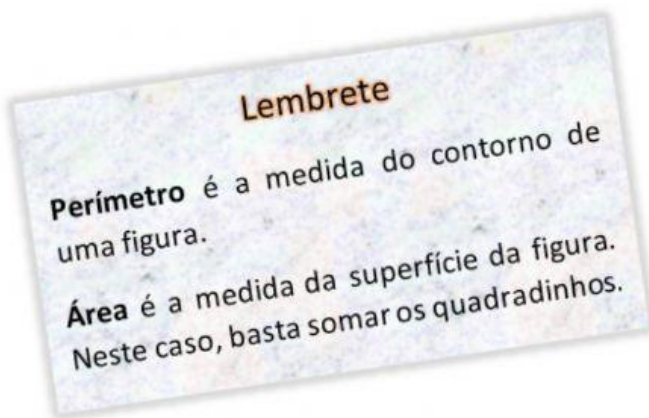 Lembrete
Perímetro é a medida do contorno de
uma figura.
Área é a medida da superfície da figura.
Neste caso, basta somar os quadradinhos.